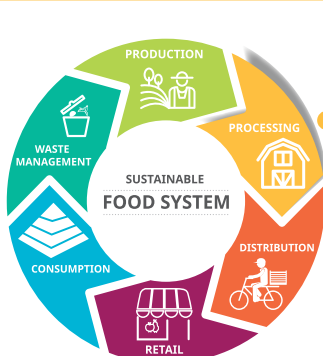 PRODUCTION
PROCESSING
DISTRIBUTION
RETAIL
CONSUMPTION
WASTE
MANAGEMENT
SUSTAINABLE
FOOD SYSTEM